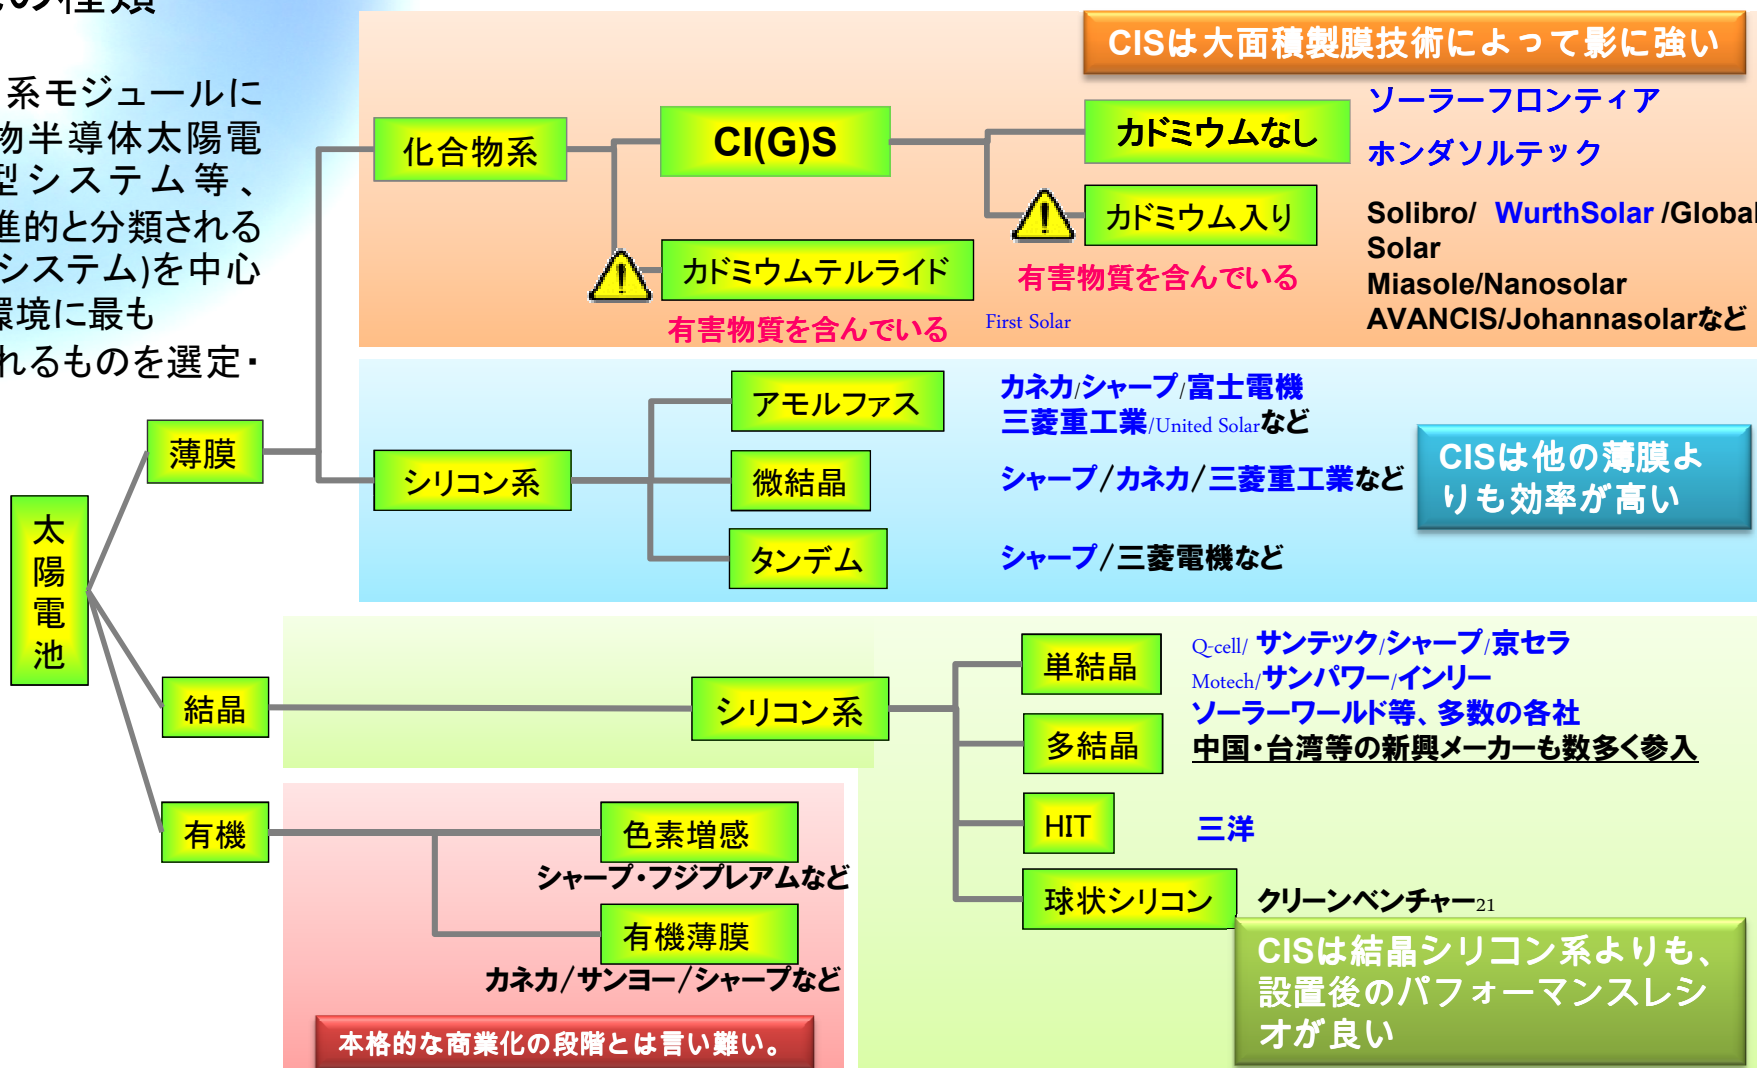 の種類
系モジュールに
物半導体太陽電
型システム等、
進的と分類される
システム)を中心
環境に最も
れるものを選定・
CISは大面積製膜技術によって影に強い
化合物系
CI(G)S
カドミウムなし
ソーラーフロンティア
ホンダソルテック
カドミウム入り
有害物質を含んでいる
Solibro/ WurthSolar /Global
Solar
Miasole/Nanosolar
AVANCIS/Johannasolarなど
カドミウムテルライド
有害物質を含んでいる
First Solar
薄膜
シリコン系
アモルファス
カネカ/シャープ/富士電機
三菱重工業/United Solarなど
微結晶
シャープ/カネカ/三菱重工業など
タンデム
シャープ/三菱電機など
CISは他の薄膜よ
りも効率が高い
太陽電池
結晶
シリコン系
単結晶
Q-cell/ サンテック/シャープ/京セラ
Motech/サンパワー/インリー
ソーラーワールド等、多数の各社
多結晶
中国・台湾等の新興メーカーも数多く参入
HIT
三洋
球状シリコン
クリーンベンチャー21
CISは結晶シリコン系よりも、
設置後のパフォーマンスレシ
オが良い
有機
色素増感
シャープ・フジプレアムなど
有機薄膜
カネカ/サンヨー/シャープなど
本格的な商業化の段階とは言い難い。